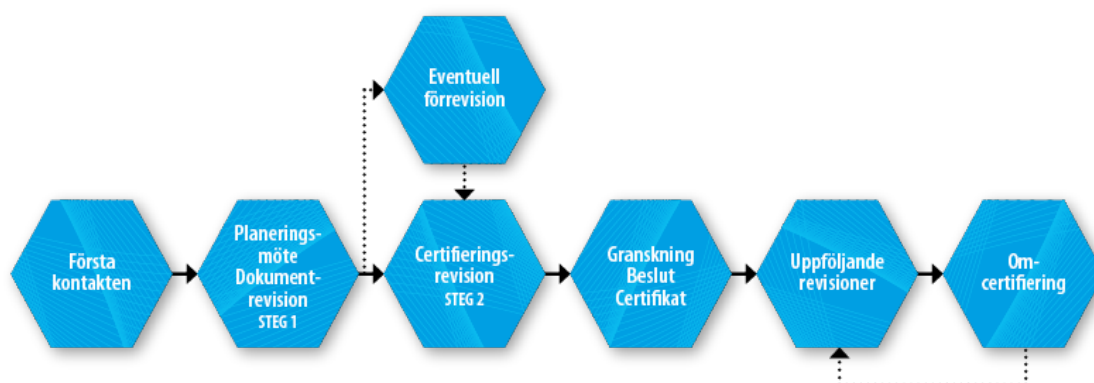 Eventuell
förrevision
Första
kontakten
Planerings-
möte
Dokument-
revision
STEG 1
Certifierings-
revision
STEG 2
Granskning
Beslut
Certifikat
Uppföljande
revisioner
Om-
certifiering